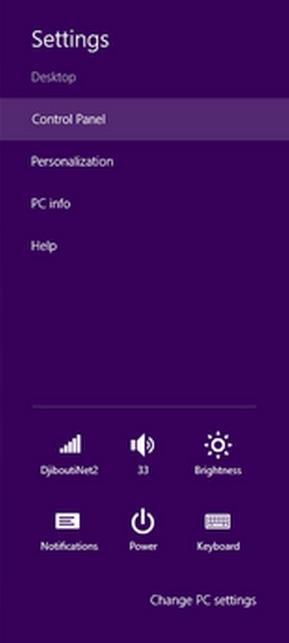 Settings
Desktop
Control Panel
Personalization
PC info
Help
DjiboutiNet2 33 Brightness
Notifications Power Keyboard
Change PC settings